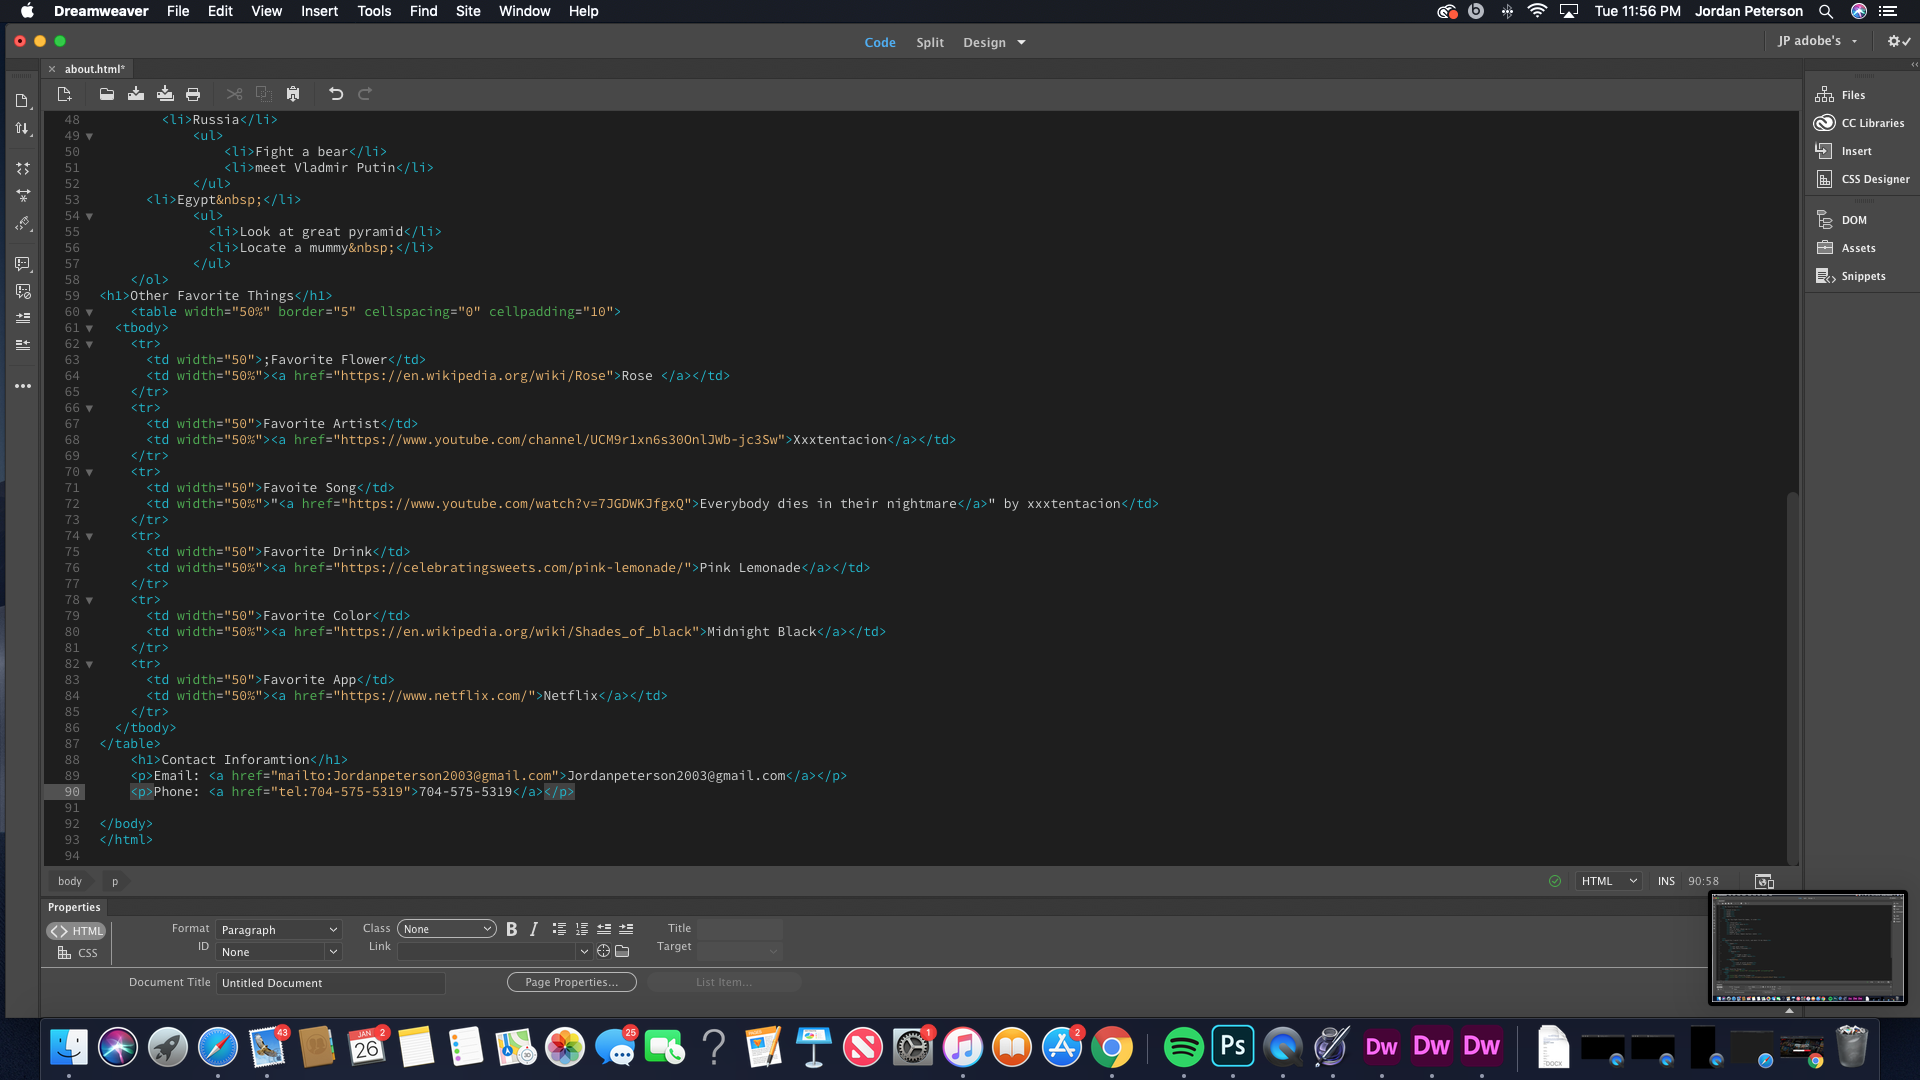 Dreamweaver File Edit View Insert Tools Find Site Window Help Tue 11:56 PM Jordan Peterson
Code Split Design JP adobe's
about.html*
48 <li>Russia</li>
49 <ul>
50 <li>Fight a bear</li>
51 <li>meet Vladmir Putin</li>
52 </ul>
53 <li>Egypt&nbsp;</li>
54 <ul>
55 <li>Look at great pyramid</li>
56 <li>Locate a mummy&nbsp;</li>
57 </ul>
58 </ol>
59 <h1>Other Favorite Things</h1>
60 <table width="50%" border="5" cellspacing="0" cellpadding="10">
61 <tbody>
62 <tr>
63 <td width="50">;Favorite Flower</td>
64 <td width="50%"><a href="https://en.wikipedia.org/wiki/Rose">Rose </a></td>
65 </tr>
66 <tr>
67 <td width="50">Favorite Artist</td>
68 <td width="50%"><a href="https://www.youtube.com/channel/UCM9r1xn6s30OnlJWb-jc3Sw">Xxxtentacion</a></td>
69 </tr>
70 <tr>
71 <td width="50">Favoite Song</td>
72 <td width="50%">"<a href="https://www.youtube.com/watch?v=7JGDWKJfgxQ">Everybody dies in their nightmare</a>" by xxxtentacion</td>
73 </tr>
74 <tr>
75 <td width="50">Favorite Drink</td>
76 <td width="50%"><a href="https://celebratingsweets.com/pink-lemonade/">Pink Lemonade</a></td>
77 </tr>
78 <tr>
79 <td width="50">Favorite Color</td>
80 <td width="50%"><a href="https://en.wikipedia.org/wiki/Shades_of_black">Midnight Black</a></td>
81 </tr>
82 <tr>
83 <td width="50">Favorite App</td>
84 <td width="50%"><a href="https://www.netflix.com/">Netflix</a></td>
85 </tr>
86 </tbody>
87 </table>
88 <h1>Contact Inforamtion</h1>
89 <p>Email: <a href="mailto:Jordanpeterson2003@gmail.com">Jordanpeterson2003@gmail.com</a></p>
90 <p>Phone: <a href="tel:704-575-5319">704-575-5319</a></p>
91
92 </body>
93 </html>
94
Files
CC Libraries
Insert
CSS Designer
DOM
Assets
Snippets
body p HTML INS 90:58
Properties
<> HTML Format Paragraph Class None B I Title
CSS ID None Link Target
Document Title Untitled Document Page Properties... List Item...
43 JAN 2 26 25 1 2 Ps Dw Dw Dw DOCX